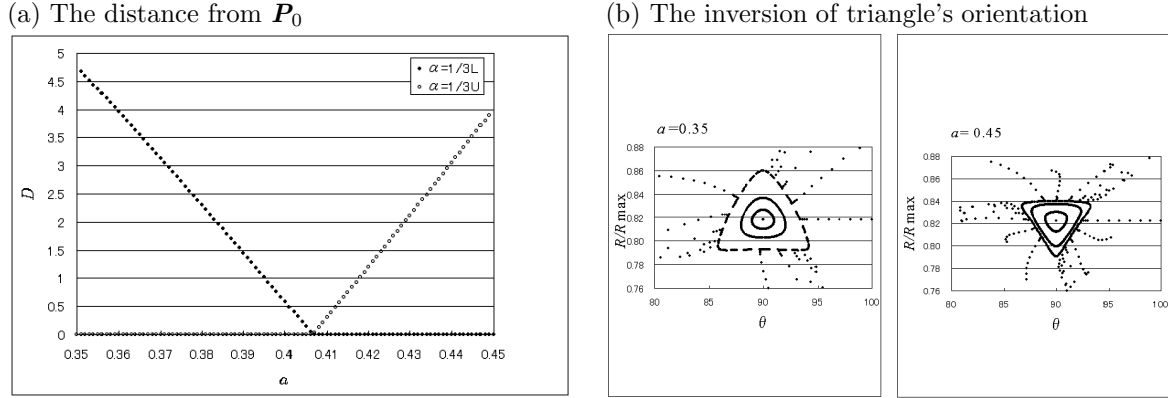 (a) The distance from P₀
(b) The inversion of triangle's orientation
5
4.5
4
3.5
3
2.5
2
1.5
1
0.5
0
D
α=1/3L
α=1/3U
0.35 0.36 0.37 0.38 0.39 0.4 0.41 0.42 0.43 0.44 0.45
a
a=0.35
0.88
0.86
0.84
0.82
0.80
0.78
0.76
R/R max
80 85 90 95 100
θ
a=0.45
0.88
0.86
0.84
0.82
0.80
0.78
0.76
R/R max
80 85 90 95 100
θ